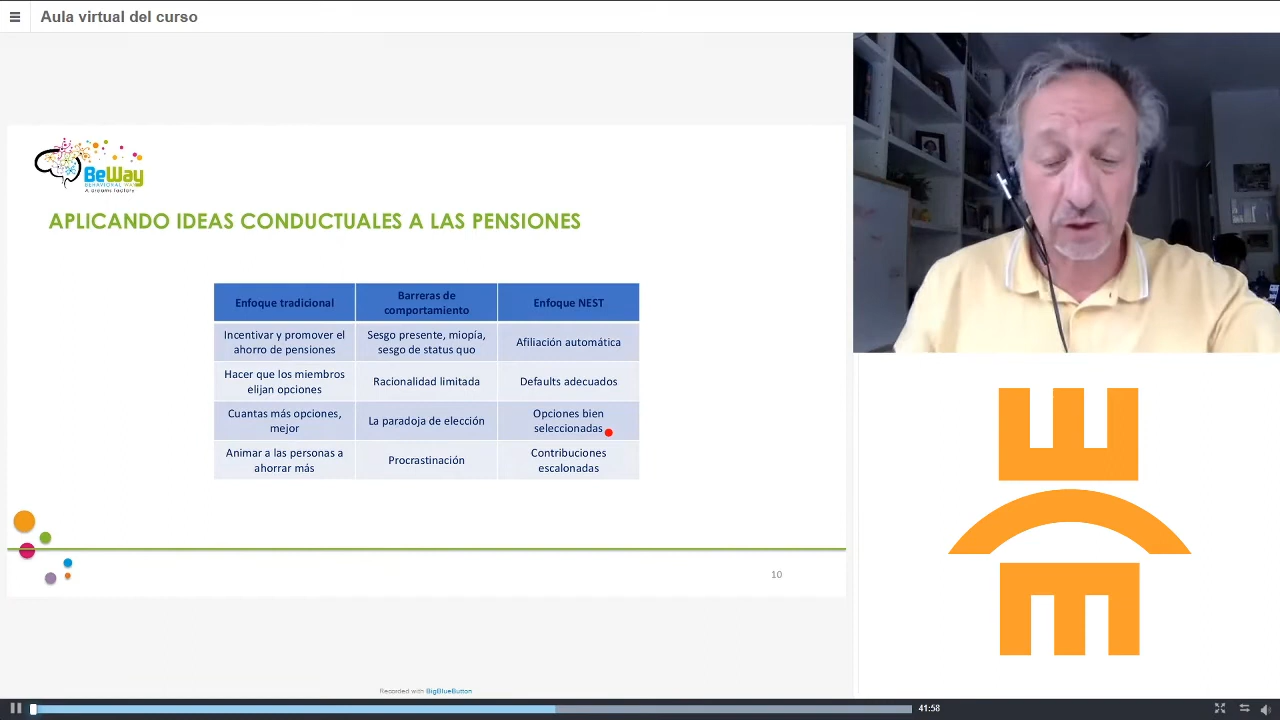 Aula virtual del curso
BeWay
BEHAVIORAL WAY
A dreams factory
APLICANDO IDEAS CONDUCTUALES A LAS PENSIONES
Enfoque tradicional
Barreras de
comportamiento
Enfoque NEST
Incentivar y promover el
ahorro de pensiones
Sesgo presente, miopía,
sesgo de status quo
Afiliación automática
Hacer que los miembros
elijan opciones
Racionalidad limitada
Defaults adecuados
Cuantas más opciones,
mejor
La paradoja de elección
Opciones bien
seleccionadas
Animar a las personas a
ahorrar más
Procrastinación
Contribuciones
escalonadas
10
Recorded with BigBlueButton
41:58